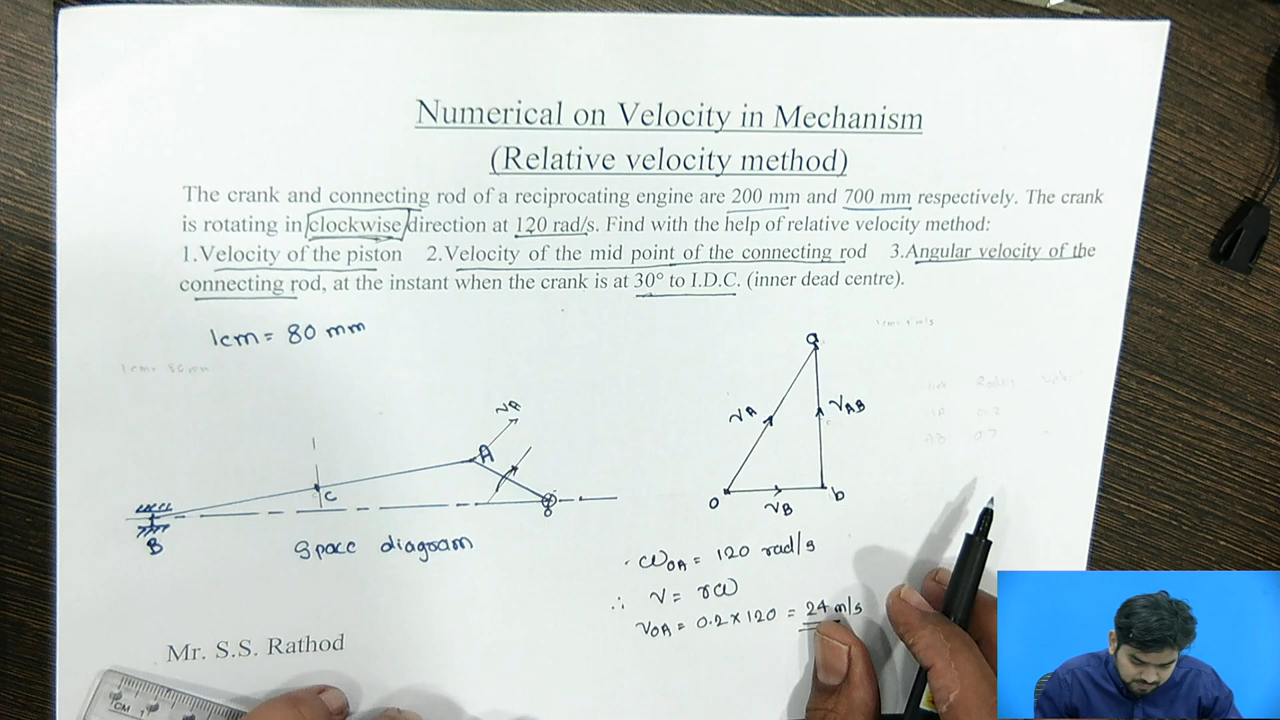 Numerical on Velocity in Mechanism
(Relative velocity method)
The crank and connecting rod of a reciprocating engine are 200 mm and 700 mm respectively. The crank
is rotating in clockwise direction at 120 rad/s. Find with the help of relative velocity method:
1.Velocity of the piston 2.Velocity of the mid point of the connecting rod 3.Angular velocity of the
connecting rod, at the instant when the crank is at 30° to I.D.C. (inner dead centre).
1cm = 80 mm
VA
A
C
B
O
Space diagram
a
VA
VAB
o
VB
b
ωOA = 120 rad/s
∴ V = rω
VOA = 0.2 × 120 = 24 m/s
Mr. S.S. Rathod
CM 1